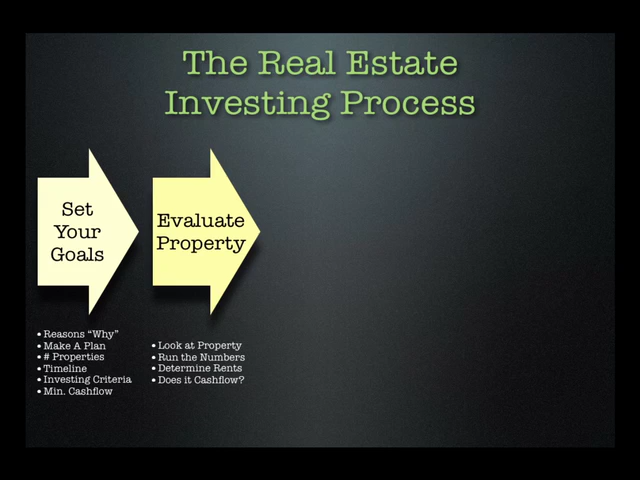 The Real Estate
Investing Process
Set
Your
Goals
Evaluate
Property
• Reasons “Why”
• Make A Plan
• # Properties
• Timeline
• Investing Criteria
• Min. Cashflow
• Look at Property
• Run the Numbers
• Determine Rents
• Does it Cashflow?